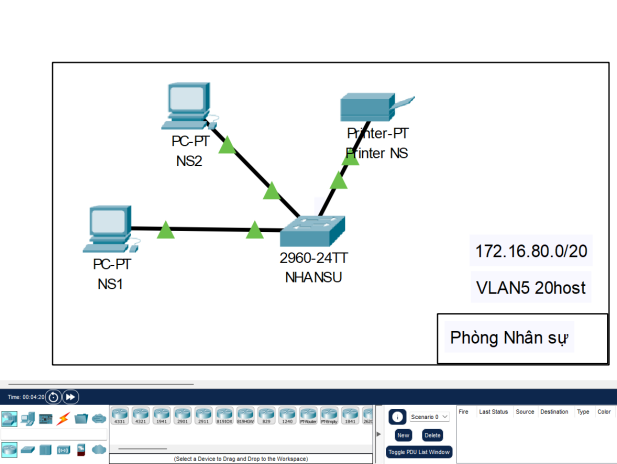 PC-PT
NS2
Printer-PT
Printer NS
PC-PT
NS1
2960-24TT
NHANSU
172.16.80.0/20
VLAN5 20host
Phòng Nhân sự
Time: 00:04:20
4331
4321
1941
2901
2911
819HGW
829
1240
PT-Router
PT-Empty
1841
(Select a Device to Drag and Drop to the Workspace)
Scenario 0
New
Delete
Toggle PDU List Window
Fire
Last Status
Source
Destination
Type
Color